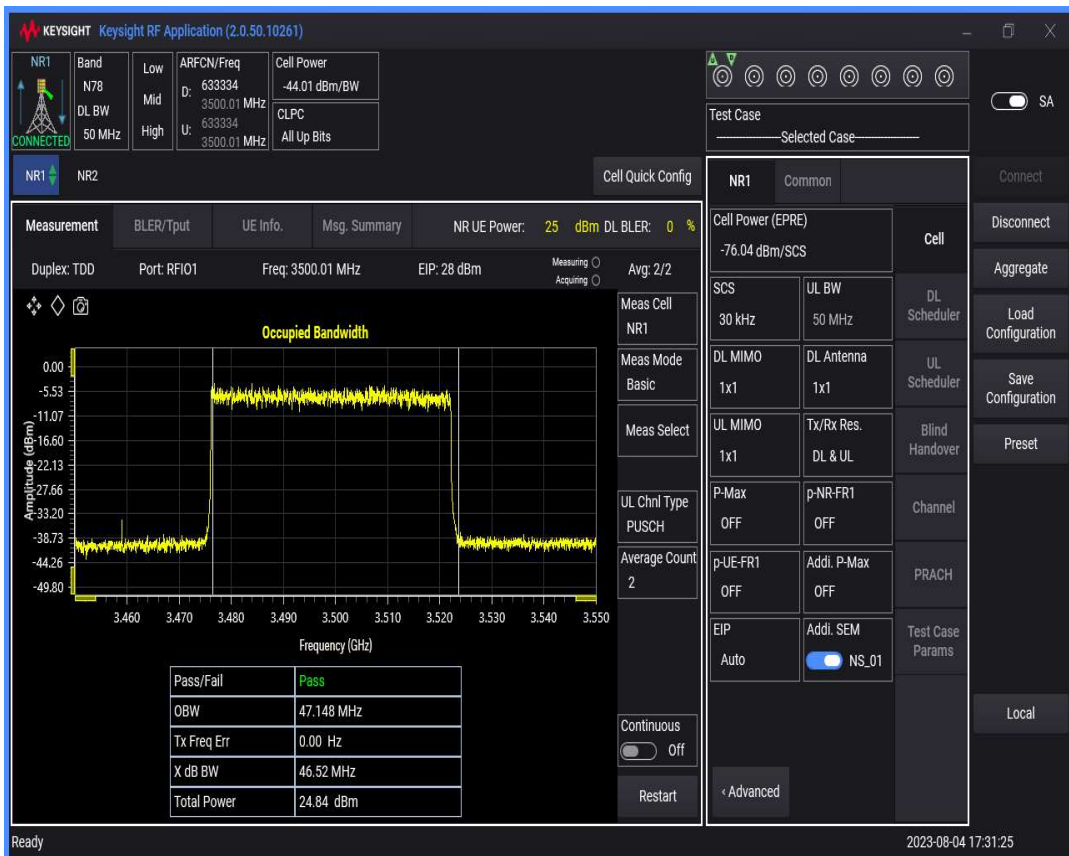 KEYSIGHT Keysight RF Application (2.0.50.10261)
NR1
CONNECTED
Band
N78
DL BW
50 MHz
Low
Mid
High
ARFCN/Freq
D: 633334
3500.01 MHz
U: 633334
3500.01 MHz
Cell Power
-44.01 dBm/BW
CLPC
All Up Bits
Test Case
Selected Case
SA
NR1 NR2
Cell Quick Config
NR1 Common
Connect
Disconnect
Aggregate
Load
Configuration
Save
Configuration
Preset
Local
Measurement BLER/Tput UE Info. Msg. Summary NR UE Power: 25 dBm DL BLER: 0 %
Duplex: TDD Port: RFIO1 Freq: 3500.01 MHz EIP: 28 dBm Measuring Avg: 2/2
Acquiring
Occupied Bandwidth
Amplitude (dBm)
0.00
-5.53
-11.07
-16.60
-22.13
-27.66
-33.20
-38.73
-44.26
-49.80
3.460 3.470 3.480 3.490 3.500 3.510 3.520 3.530 3.540 3.550
Frequency (GHz)
Pass/Fail Pass
OBW 47.148 MHz
Tx Freq Err 0.00 Hz
X dB BW 46.52 MHz
Total Power 24.84 dBm
Meas Cell
NR1
Meas Mode
Basic
Meas Select
UL Chnl Type
PUSCH
Average Count
2
Continuous
Off
Restart
Cell Power (EPRE)
-76.04 dBm/SCS
SCS
30 kHz
UL BW
50 MHz
DL MIMO
1x1
DL Antenna
1x1
UL MIMO
1x1
Tx/Rx Res.
DL & UL
P-Max
OFF
p-NR-FR1
OFF
p-UE-FR1
OFF
Addi. P-Max
OFF
EIP
Auto
Addi. SEM
NS_01
‹ Advanced
Cell
DL
Scheduler
UL
Scheduler
Blind
Handover
Channel
PRACH
Test Case
Params
Ready
2023-08-04 17:31:25